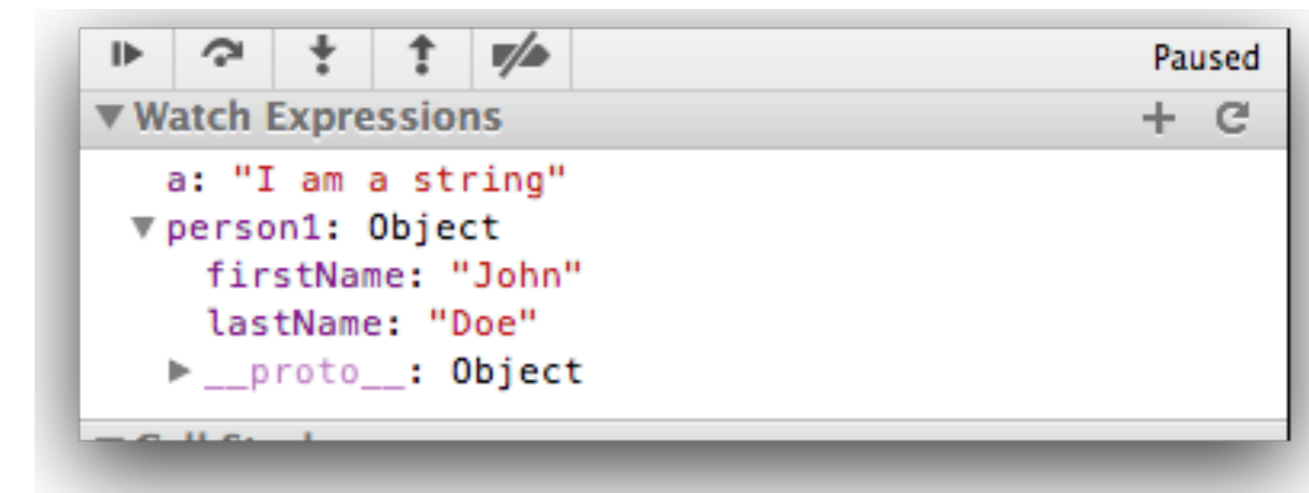 Paused
Watch Expressions
a: "I am a string"
person1: Object
firstName: "John"
lastName: "Doe"
__proto__: Object